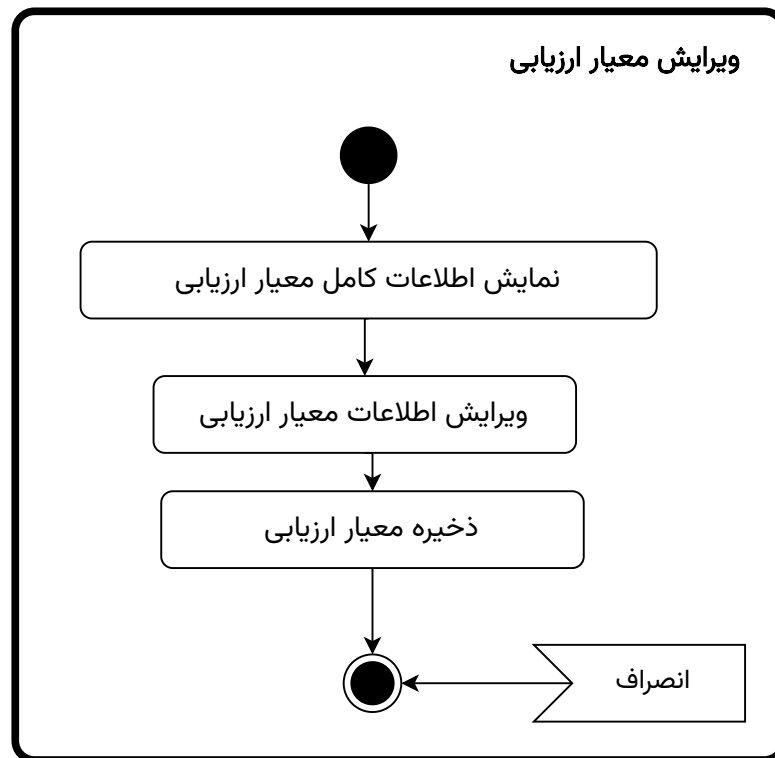 ویرایش معیار ارزیابی
نمایش اطلاعات کامل معیار ارزیابی
ویرایش اطلاعات معیار ارزیابی
ذخیره معیار ارزیابی
انصراف